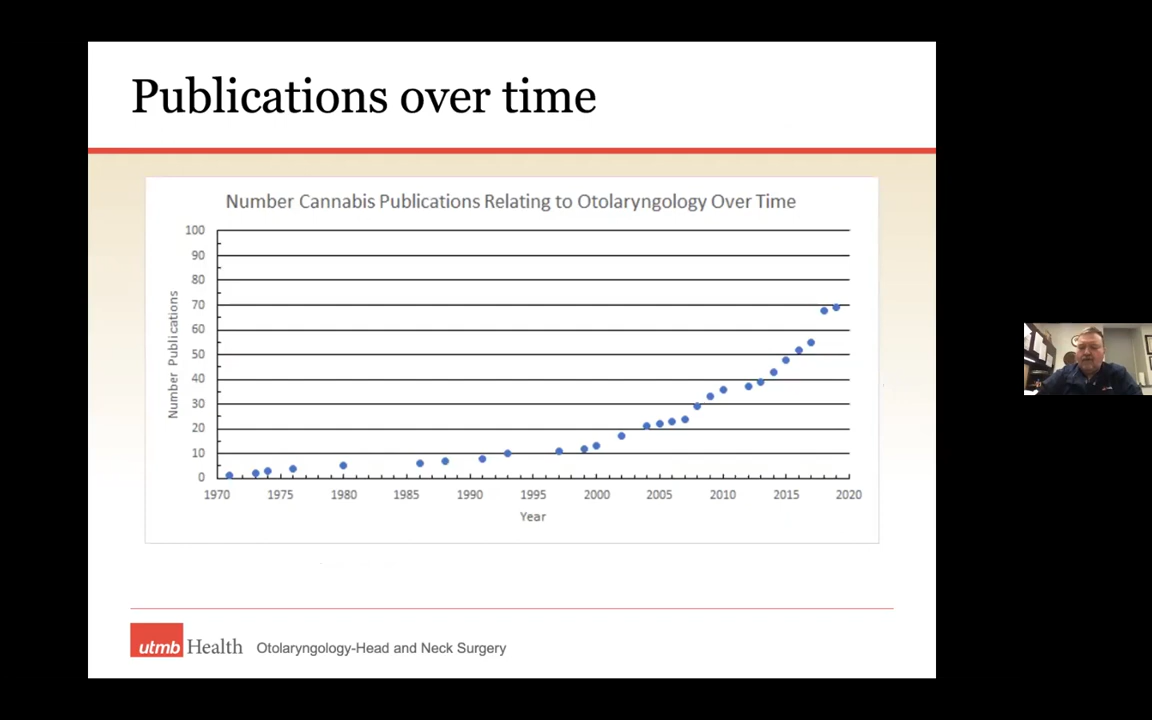 Publications over time
Number Cannabis Publications Relating to Otolaryngology Over Time
100
90
80
70
60
50
40
30
20
10
0
Number Publications
1970 1975 1980 1985 1990 1995 2000 2005 2010 2015 2020
Year
utmb Health Otolaryngology-Head and Neck Surgery